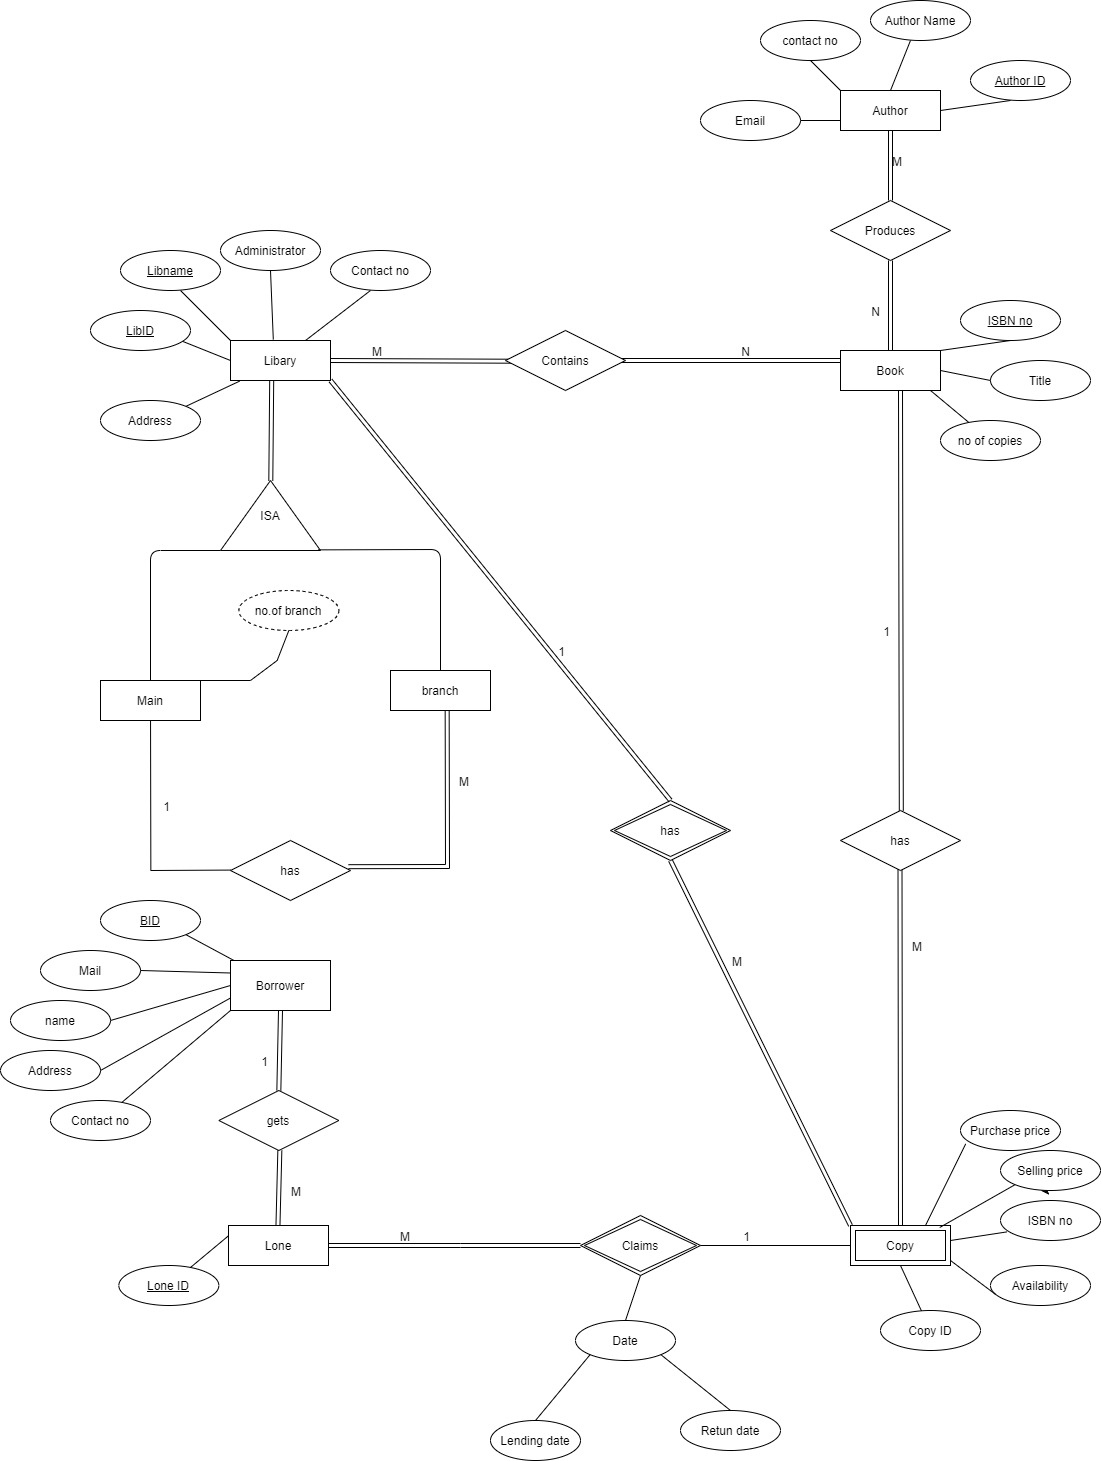 Author Name
contact no
Author ID
Author
Email
M
Produces
N
Administrator
Libname
Contact no
LibID
Address
Libary
M
Contains
N
Book
ISBN no
Title
no of copies
ISA
no.of branch
Main
branch
1
M
has
1
has
M
1
has
M
BID
Mail
name
Address
Contact no
Borrower
1
gets
M
Lone
Lone ID
M
Claims
1
Copy
Purchase price
Selling price
ISBN no
Availability
Copy ID
Date
Lending date
Retun date